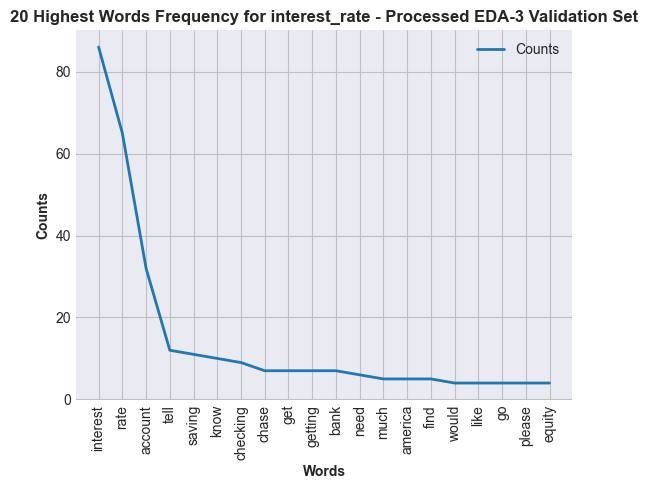 20 Highest Words Frequency for interest_rate - Processed EDA-3 Validation Set
Counts
Counts
80
60
40
20
0
interest
rate
account
tell
saving
know
checking
chase
get
getting
bank
need
much
america
find
would
like
go
please
equity
Words